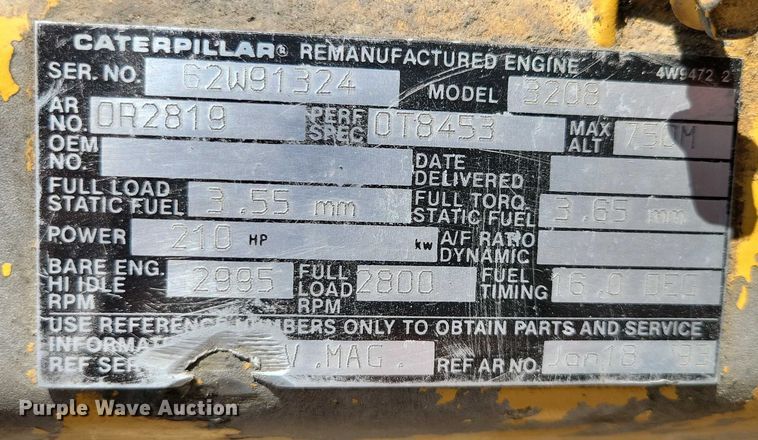 CATERPILLAR® REMANUFACTURED ENGINE
4W9472 2
SER. NO. 62W91324 MODEL 3208
AR NO. 0R2819 PERF SPEC 0T8453 MAX ALT 750M
OEM NO. DATE DELIVERED
FULL LOAD STATIC FUEL 3.55 mm FULL TORQ STATIC FUEL 3.65 mm
POWER 210 HP kw A/F RATIO DYNAMIC
BARE ENG. HI IDLE RPM 2995 FULL LOAD RPM 2800 FUEL TIMING 16.0 DEG
USE REFERENCE NUMBERS ONLY TO OBTAIN PARTS AND SERVICE
REF SER V.MAG. REF AR NO. Jan18 93
Purple Wave Auction